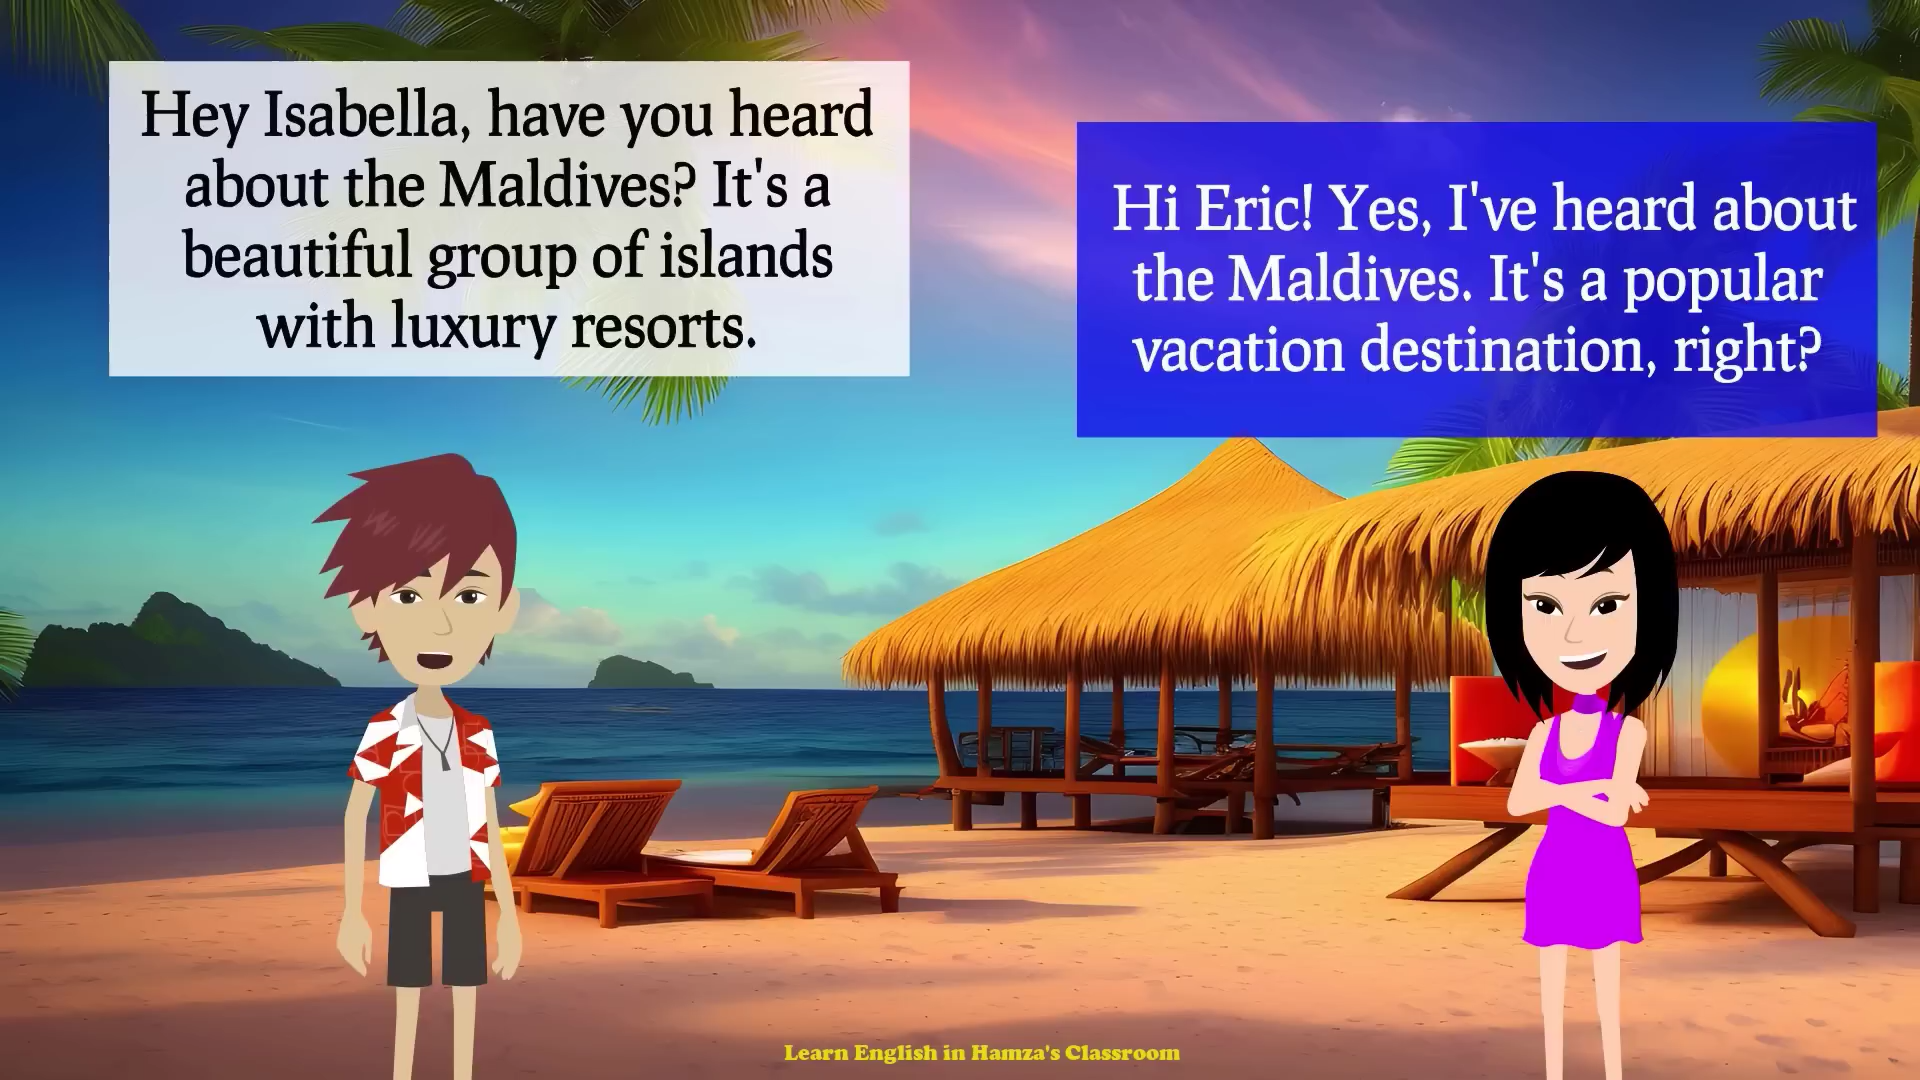 Hey Isabella, have you heard
about the Maldives? It's a
beautiful group of islands
with luxury resorts.
Hi Eric! Yes, I've heard about
the Maldives. It's a popular
vacation destination, right?
Learn English in Hamza's Classroom